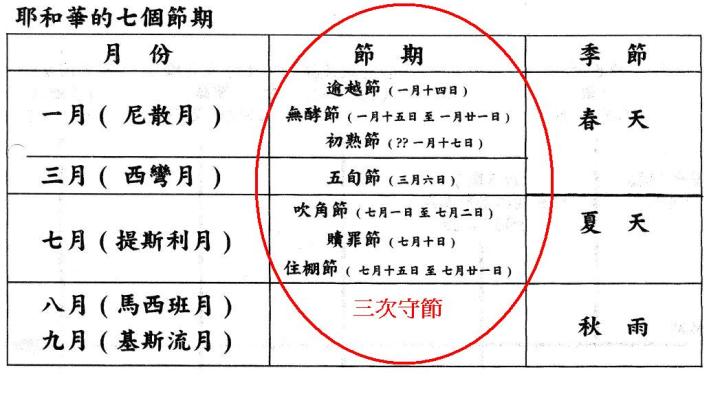 耶和華的七個節期
月 份 節 期 季 節
逾越節 ( 一月十四日 )
一月 ( 尼散月 ) 無酵節 ( 一月十五日 至 一月廿一日 ) 春 天
初熟節 ( ?? 一月十七日 )
三月 ( 西彎月 ) 五旬節 ( 三月六日 )
吹角節 ( 七月一日 至 七月二日 )
七月 ( 提斯利月 ) 贖罪節 ( 七月十日 ) 夏 天
住棚節 ( 七月十五日 至 七月廿一日 )
八月 ( 馬西班月 ) 三次守節
九月 ( 基斯流月 ) 秋 雨